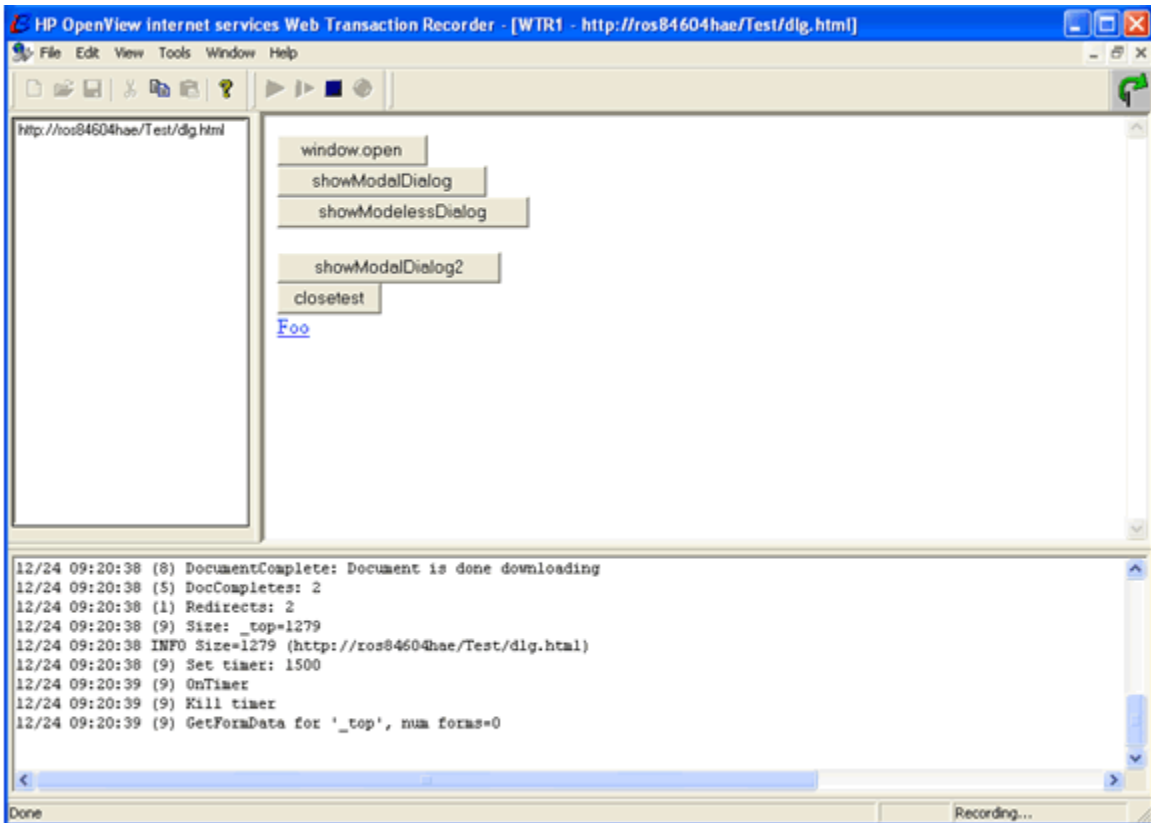 HP OpenView internet services Web Transaction Recorder - [WTR1 - http://ros84604hae/Test/dlg.html]
File Edit View Tools Window Help
http://ros84604hae/Test/dlg.html
window.open
showModalDialog
showModelessDialog
showModalDialog2
closetest
Foo
12/24 09:20:38 (8) DocumentComplete: Document is done downloading
12/24 09:20:38 (5) DocCompletes: 2
12/24 09:20:38 (1) Redirects: 2
12/24 09:20:38 (9) Size: _top=1279
12/24 09:20:38 INFO Size=1279 (http://ros84604hae/Test/dlg.html)
12/24 09:20:38 (9) Set timer: 1500
12/24 09:20:39 (9) OnTimer
12/24 09:20:39 (9) Kill timer
12/24 09:20:39 (9) GetFormData for '_top', num forms=0
Done
Recording...